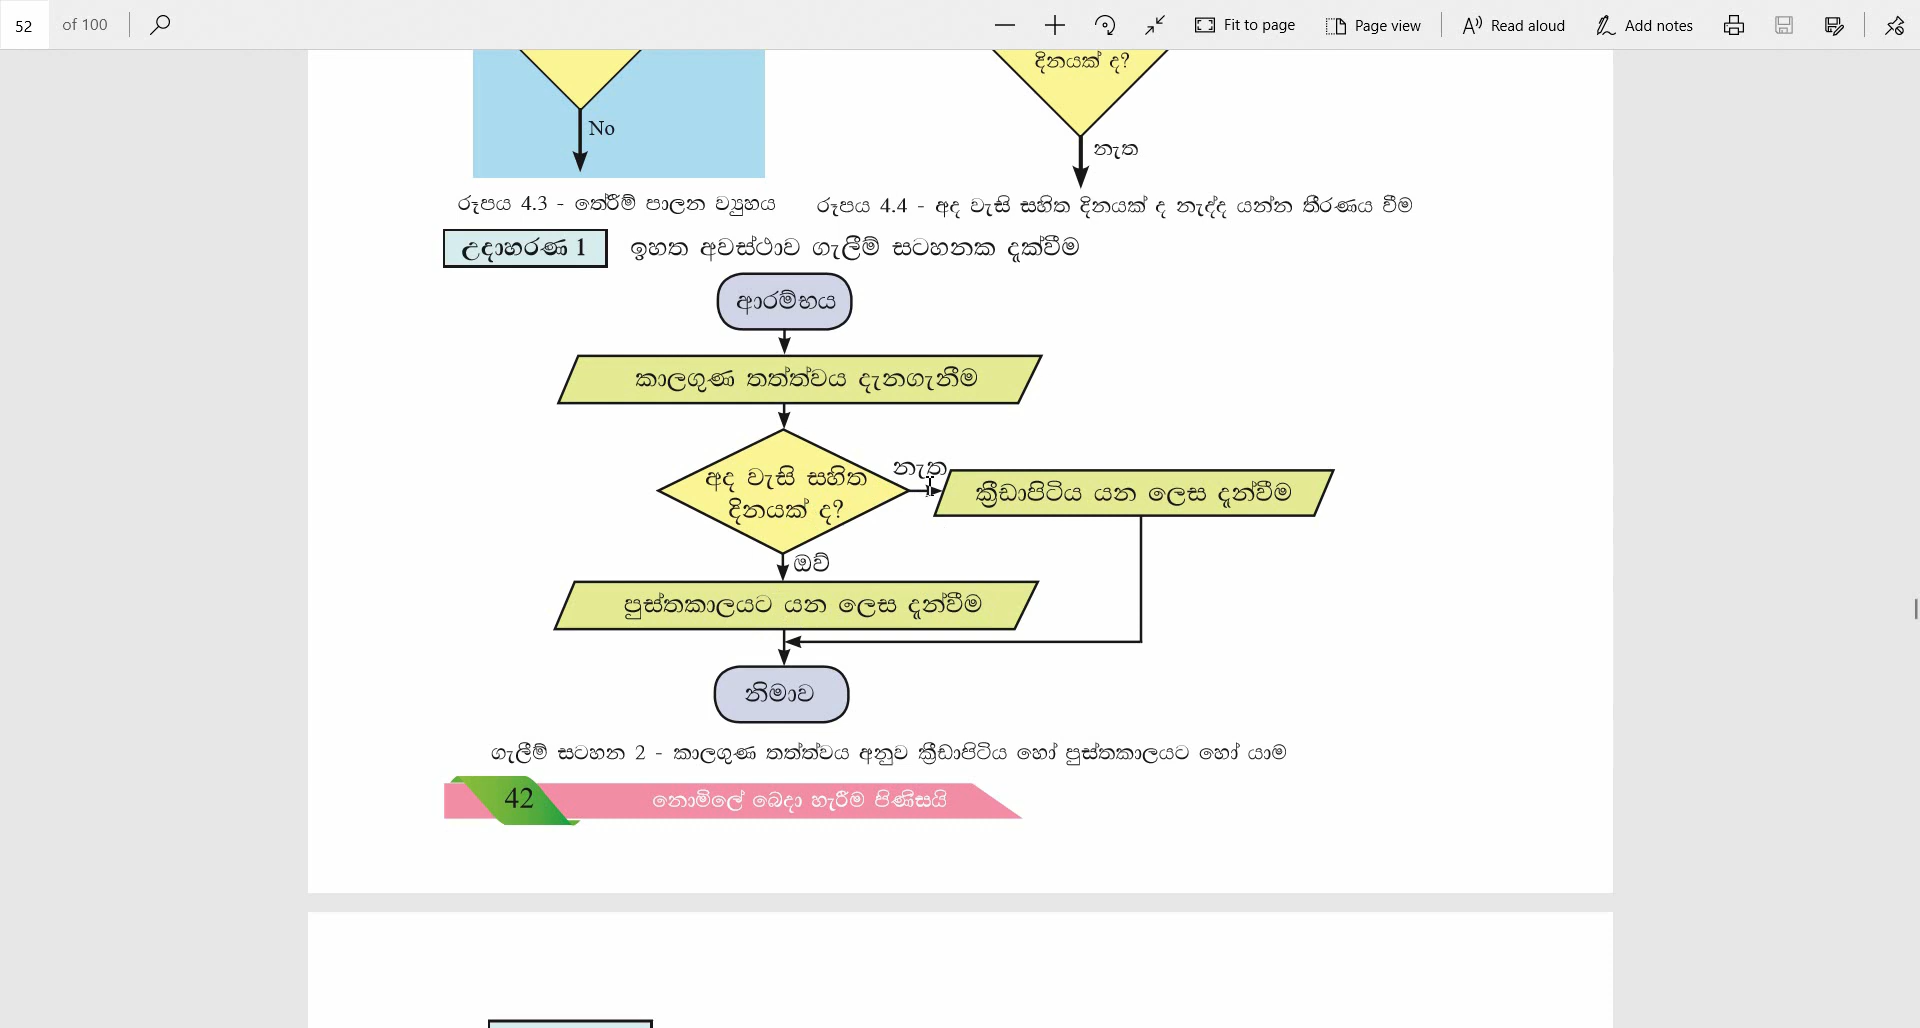 52 of 100 Fit to page Page view Read aloud Add notes
දිනයක් ද?
No
නැත
රූපය 4.3 - තේරීම් පාලන ව්‍යුහය
රූපය 4.4 - අද වැසි සහිත දිනයක් ද නැද්ද යන්න තීරණය වීම
උදාහරණ 1
ඉහත අවස්ථාව ගැලීම් සටහනක දැක්වීම
ආරම්භය
කාලගුණ තත්ත්වය දැනගැනීම
නැත
අද වැසි සහිත
දිනයක් ද?
ක්‍රීඩාපිටිය යන ලෙස දැන්වීම
ඔව්
පුස්තකාලයට යන ලෙස දැන්වීම
නිමාව
ගැලීම් සටහන 2 - කාලගුණ තත්ත්වය අනුව ක්‍රීඩාපිටිය හෝ පුස්තකාලයට හෝ යාම
42
නොමිලේ බෙදා හැරීම පිණිසයි